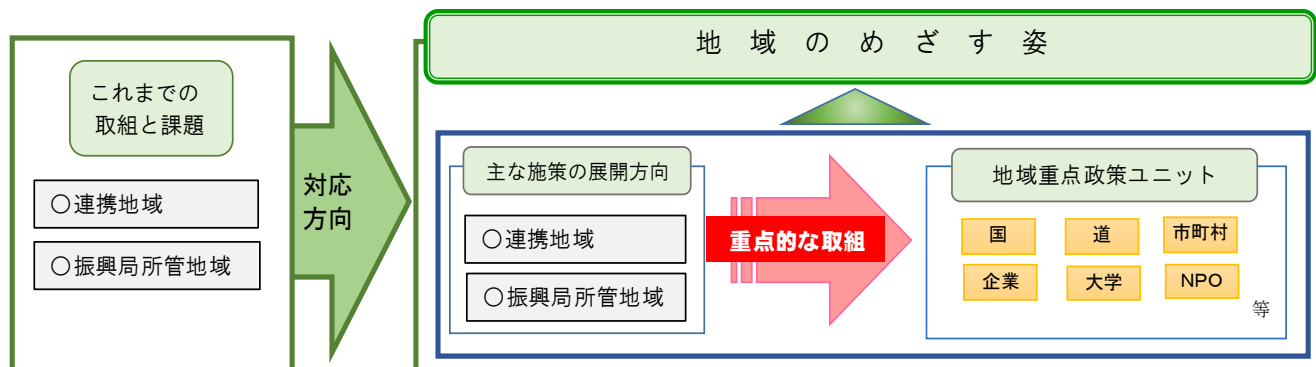 地域のめざす姿
これまでの
取組と課題
○連携地域
○振興局所管地域
対応
方向
主な施策の展開方向
○連携地域
○振興局所管地域
重点的な取組
地域重点政策ユニット
国
道
市町村
企業
大学
NPO
等